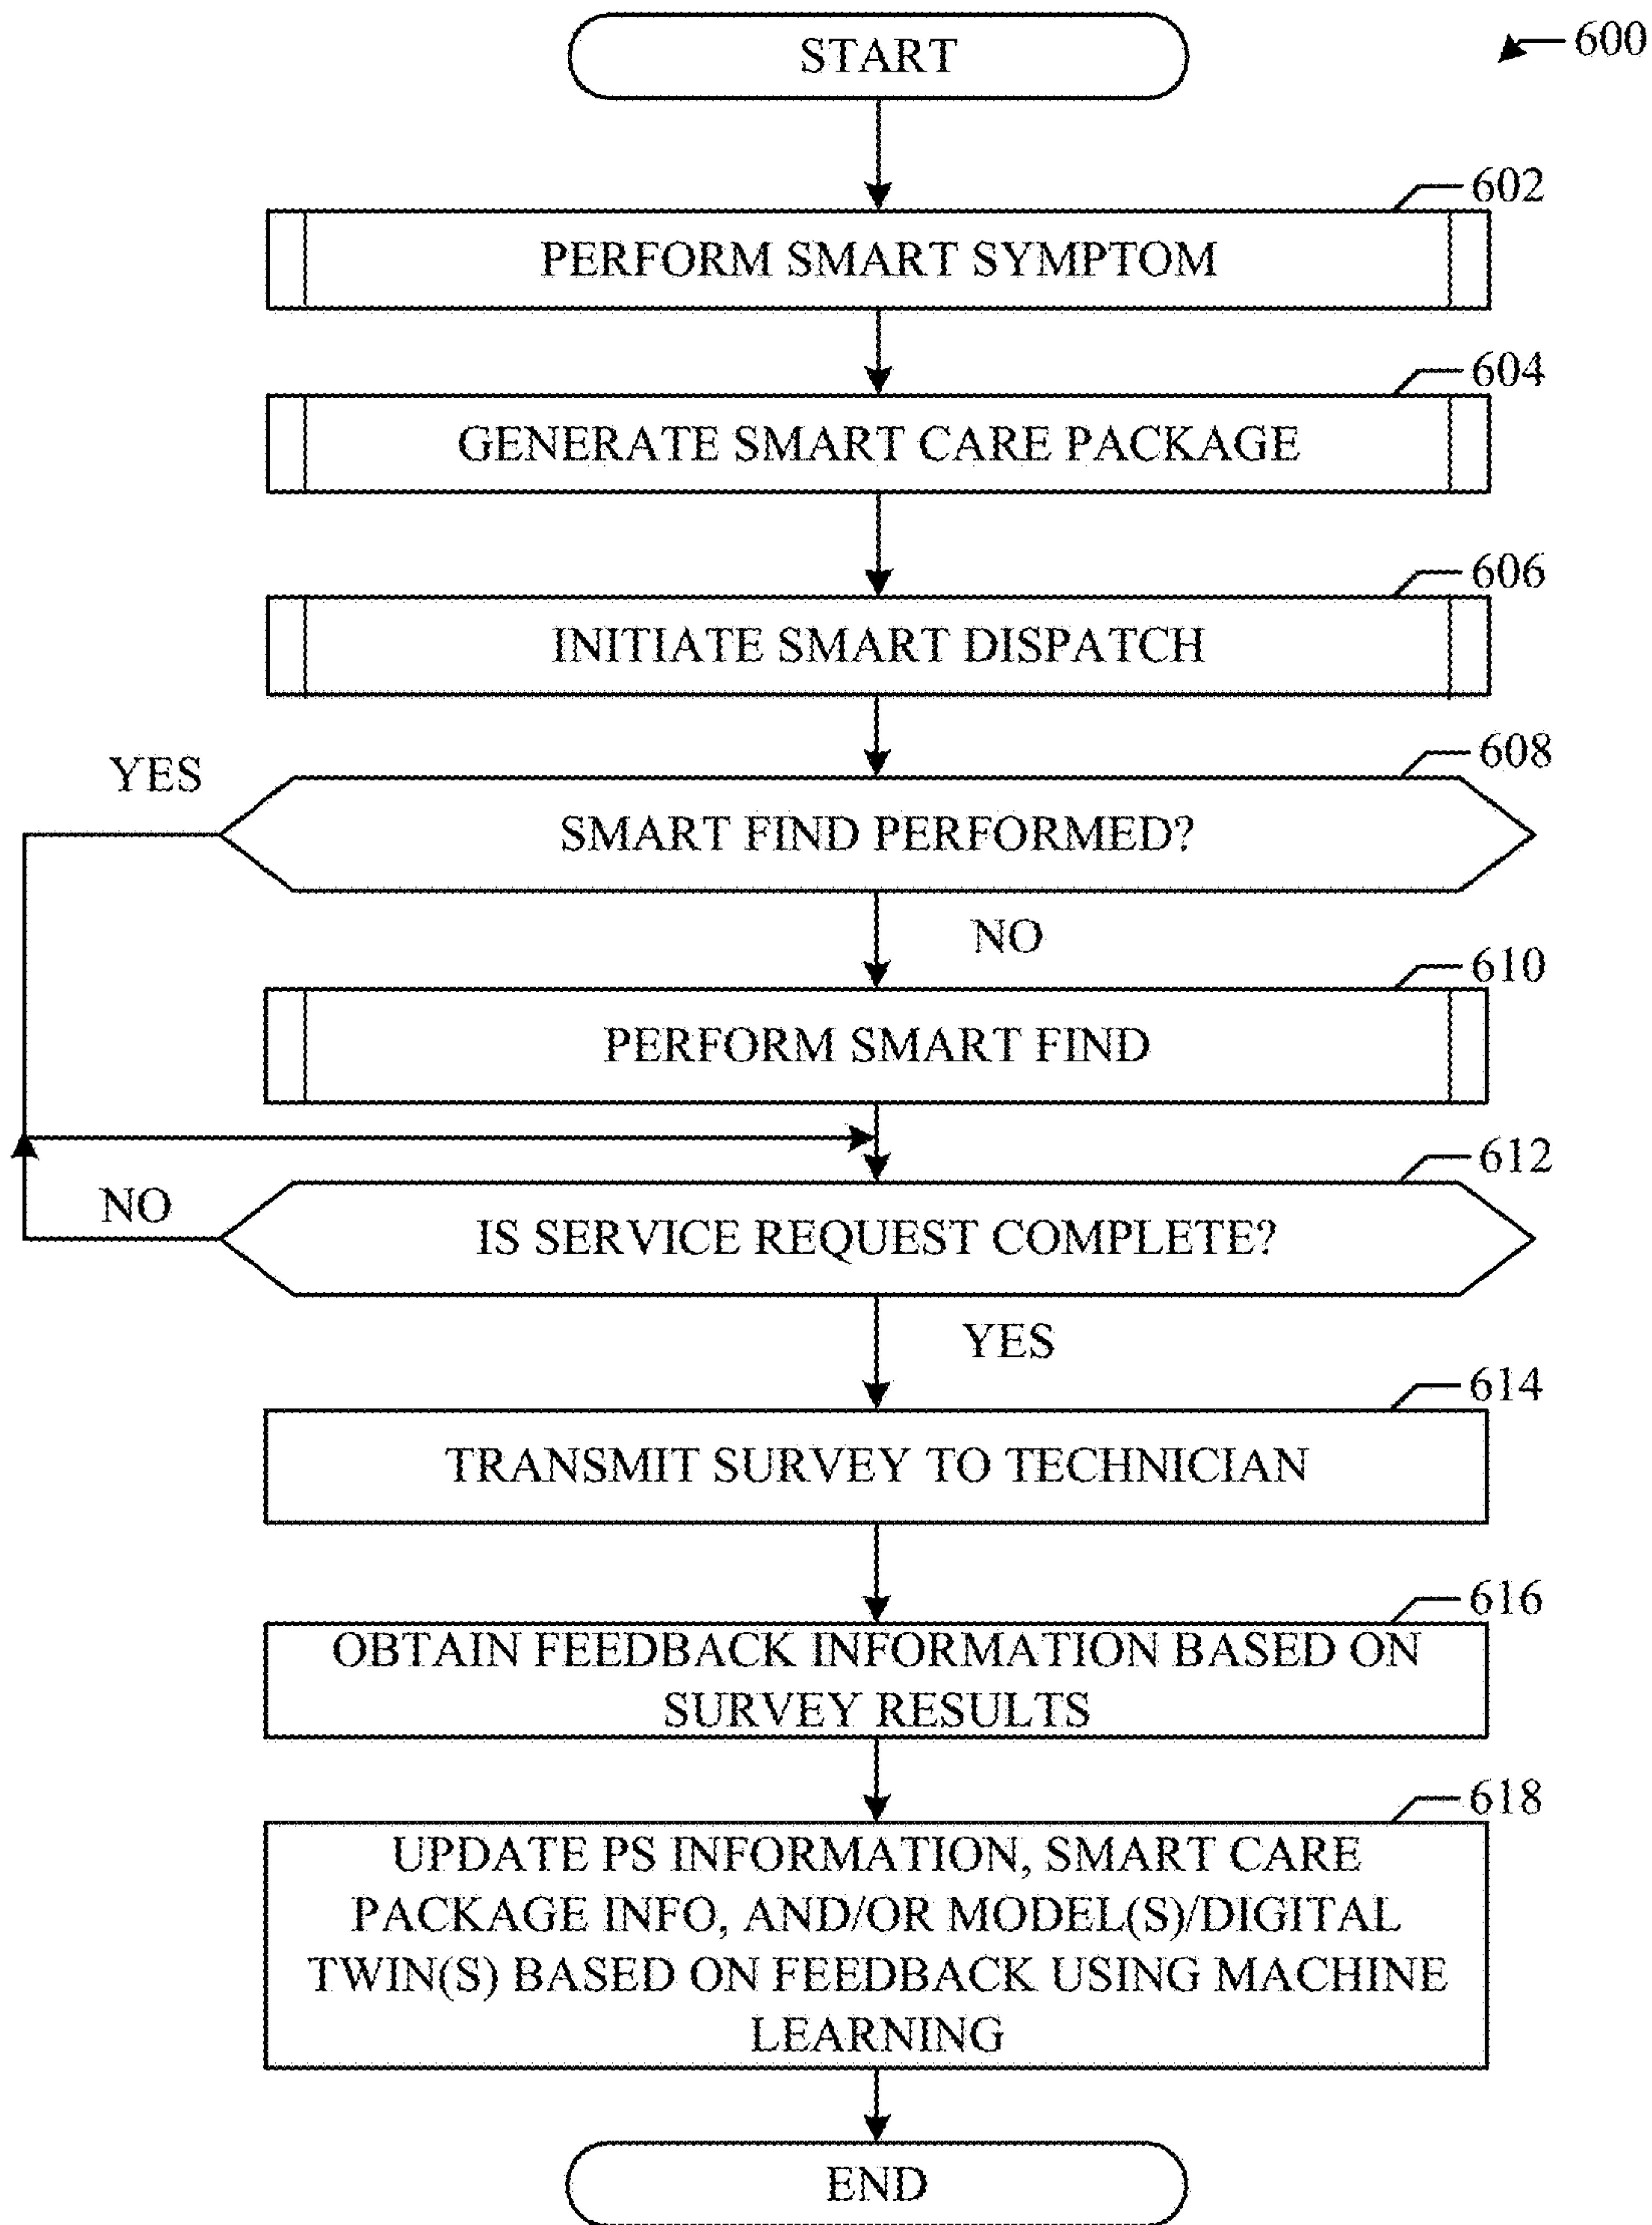 START
600
602
PERFORM SMART SYMPTOM
604
GENERATE SMART CARE PACKAGE
606
INITIATE SMART DISPATCH
608
YES
SMART FIND PERFORMED?
NO
610
PERFORM SMART FIND
612
NO
IS SERVICE REQUEST COMPLETE?
YES
614
TRANSMIT SURVEY TO TECHNICIAN
616
OBTAIN FEEDBACK INFORMATION BASED ON
SURVEY RESULTS
618
UPDATE PS INFORMATION, SMART CARE
PACKAGE INFO, AND/OR MODEL(S)/DIGITAL
TWIN(S) BASED ON FEEDBACK USING MACHINE
LEARNING
END